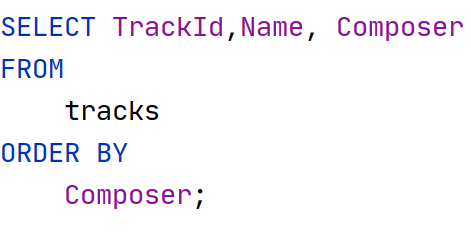 SELECT TrackId,Name, Composer
FROM
    tracks
ORDER BY
    Composer;